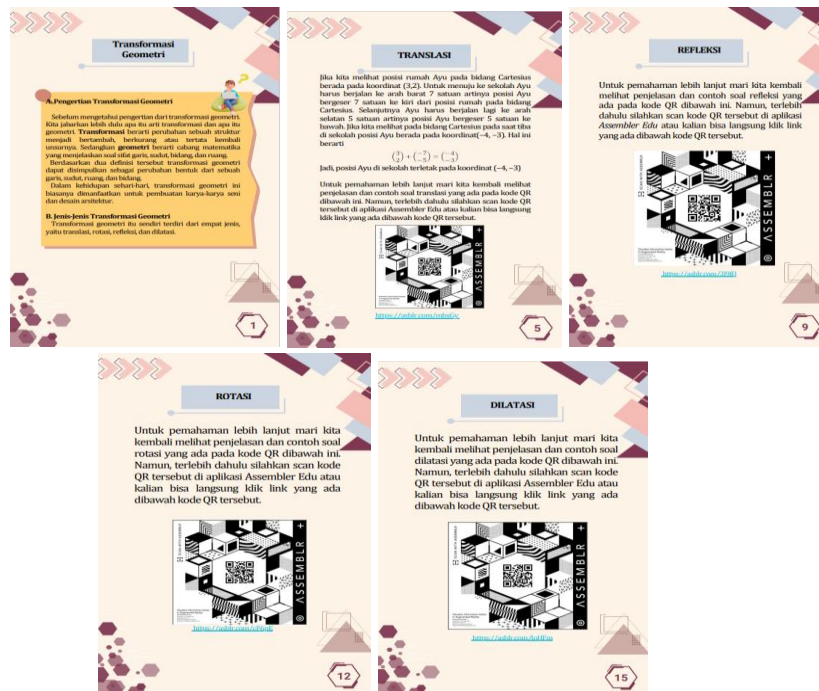 Transformasi
Geometri
A.Pengertian Transformasi Geometri
Sebelum mengetahui pengertian dari transformasi geometri.
Kita jabarkan lebih dulu apa itu arti transformasi dan apa itu
geometri. Transformasi berarti perubahan sebuah struktur
menjadi bertambah, berkurang atau tertata kembali
unsurnya. Sedangkan geometri berarti cabang matematika
yang menjelaskan soal sifat garis, sudut, bidang, dan ruang.
Berdasarkan dua definisi tersebut transformasi geometri
dapat disimpulkan sebagai perubahan bentuk dari sebuah
garis, sudut, ruang, dan bidang.
Dalam kehidupan sehari-hari, transformasi geometri ini
biasanya dimanfaatkan untuk pembuatan karya-karya seni
dan desain arsitektur.
B. Jenis-Jenis Transformasi Geometri
Transformasi geometri itu sendiri terdiri dari empat jenis,
yaitu translasi, rotasi, refleksi, dan dilatasi.
1
TRANSLASI
Jika kita melihat posisi rumah Ayu pada bidang Cartesius
berada pada koordinat (3,2). Untuk menuju ke sekolah Ayu
harus berjalan ke arah barat 7 satuan artinya posisi Ayu
bergeser 7 satuan ke kiri dari posisi rumah pada bidang
Cartesius. Selanjutnya Ayu harus berjalan lagi ke arah
selatan 5 satuan artinya posisi Ayu bergeser 5 satuan ke
bawah. Jika kita melihat pada bidang Cartesius pada saat tiba
di sekolah posisi Ayu berada pada koordinat(−4, −3). Hal ini
berarti
Jadi, posisi Ayu di sekolah terletak pada koordinat (−4, −3)
Untuk pemahaman lebih lanjut mari kita kembali melihat
penjelasan dan contoh soal translasi yang ada pada kode QR
dibawah ini. Namun, terlebih dahulu silahkan scan kode QR
tersebut di aplikasi Assembler Edu atau kalian bisa langsung
klik link yang ada dibawah kode QR tersebut.
ASSEMBLR
5
REFLEKSI
Untuk pemahaman lebih lanjut mari kita kembali
melihat penjelasan dan contoh soal refleksi yang
ada pada kode QR dibawah ini. Namun, terlebih
dahulu silahkan scan kode QR tersebut di aplikasi
Assembler Edu atau kalian bisa langsung klik link
yang ada dibawah kode QR tersebut.
ASSEMBLR
9
ROTASI
Untuk pemahaman lebih lanjut mari kita
kembali melihat penjelasan dan contoh soal
rotasi yang ada pada kode QR dibawah ini.
Namun, terlebih dahulu silahkan scan kode
QR tersebut di aplikasi Assembler Edu atau
kalian bisa langsung klik link yang ada
dibawah kode QR tersebut.
ASSEMBLR
12
DILATASI
Untuk pemahaman lebih lanjut mari kita
kembali melihat penjelasan dan contoh soal
dilatasi yang ada pada kode QR dibawah ini.
Namun, terlebih dahulu silahkan scan kode
QR tersebut di aplikasi Assembler Edu atau
kalian bisa langsung klik link yang ada
dibawah kode QR tersebut.
ASSEMBLR
15